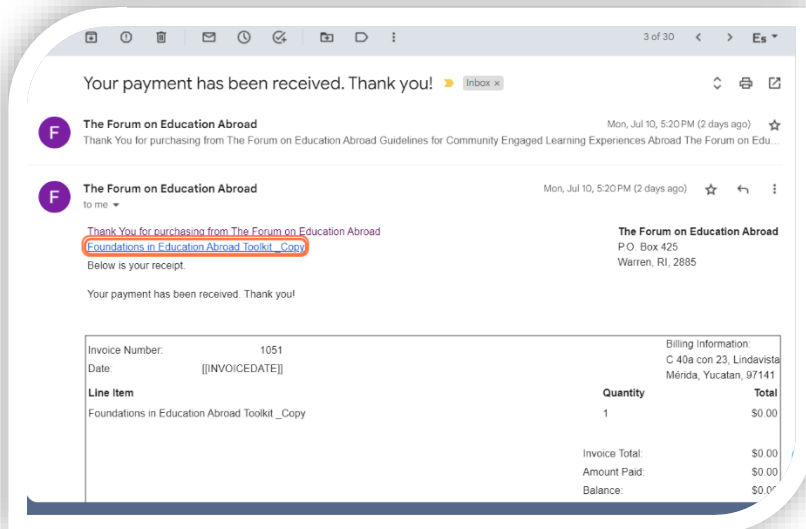 3 of 30 Es
Your payment has been received. Thank you! Inbox x
F
The Forum on Education Abroad Mon, Jul 10, 5:20 PM (2 days ago)
Thank You for purchasing from The Forum on Education Abroad Guidelines for Community Engaged Learning Experiences Abroad The Forum on Edu...
F
The Forum on Education Abroad Mon, Jul 10, 5:20 PM (2 days ago)
to me
Thank You for purchasing from The Forum on Education Abroad
Foundations in Education Abroad Toolkit _Copy
Below is your receipt.
Your payment has been received. Thank you!
The Forum on Education Abroad
P.O. Box 425
Warren, RI, 2885
Invoice Number: 1051
Date: [[INVOICEDATE]]
Billing Information:
C 40a con 23, Lindavista
Mérida, Yucatan, 97141
Line Item Quantity Total
Foundations in Education Abroad Toolkit _Copy 1 $0.00
Invoice Total: $0.00
Amount Paid: $0.00
Balance: $0.00